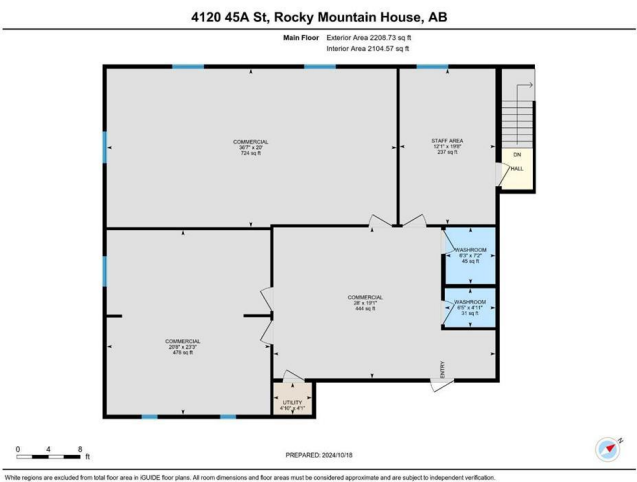 4120 45A St, Rocky Mountain House, AB
Main Floor Exterior Area 2208.73 sq ft
Interior Area 2104.57 sq ft
COMMERCIAL
36'7" x 20'
724 sq ft
STAFF AREA
12'1" x 19'8"
237 sq ft
DN
HALL
WASHROOM
6'3" x 7'2"
45 sq ft
COMMERCIAL
28' x 19'1"
444 sq ft
WASHROOM
6'5" x 4'11"
31 sq ft
COMMERCIAL
20'8" x 23'3"
478 sq ft
ENTRY
UTILITY
4'10" x 4'1"
0 4 8
ft
PREPARED: 2024/10/18
N
White regions are excluded from total floor area in iGUIDE floor plans. All room dimensions and floor areas must be considered approximate and are subject to independent verification.